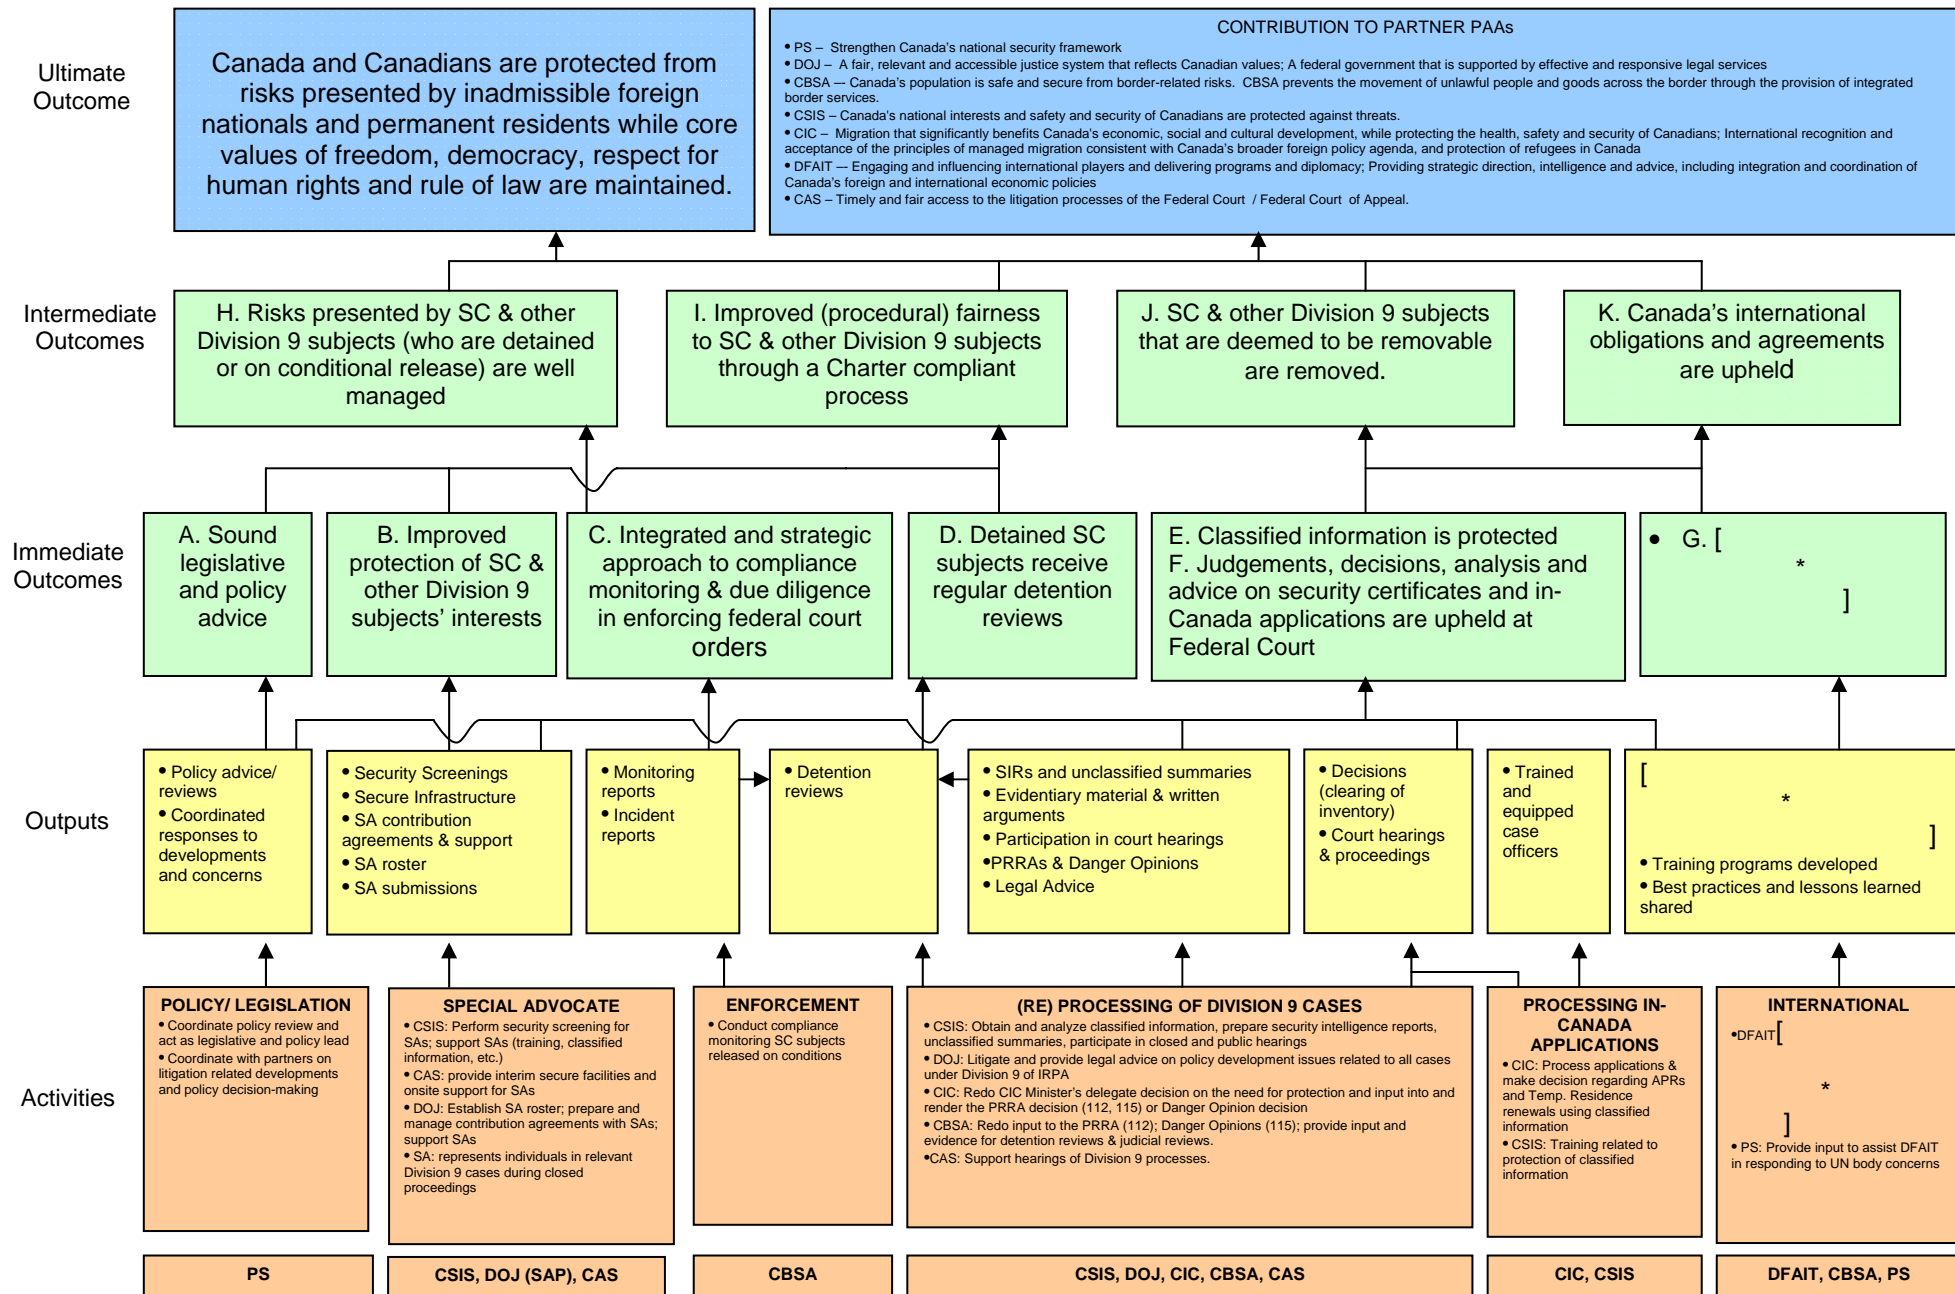 Ultimate
Outcome
Canada and Canadians are protected from
risks presented by inadmissible foreign
nationals and permanent residents while core
values of freedom, democracy, respect for
human rights and rule of law are maintained.
CONTRIBUTION TO PARTNER PAAs
• PS – Strengthen Canada's national security framework
• DOJ – A fair, relevant and accessible justice system that reflects Canadian values; A federal government that is supported by effective and responsive legal services
• CBSA –- Canada's population is safe and secure from border-related risks. CBSA prevents the movement of unlawful people and goods across the border through the provision of integrated
border services.
• CSIS – Canada's national interests and safety and security of Canadians are protected against threats.
• CIC – Migration that significantly benefits Canada's economic, social and cultural development, while protecting the health, safety and security of Canadians; International recognition and
acceptance of the principles of managed migration consistent with Canada's broader foreign policy agenda, and protection of refugees in Canada
• DFAIT –- Engaging and influencing international players and delivering programs and diplomacy; Providing strategic direction, intelligence and advice, including integration and coordination of
Canada's foreign and international economic policies
• CAS – Timely and fair access to the litigation processes of the Federal Court / Federal Court of Appeal.
Intermediate
Outcomes
H. Risks presented by SC & other
Division 9 subjects (who are detained
or on conditional release) are well
managed
I. Improved (procedural) fairness
to SC & other Division 9 subjects
through a Charter compliant
process
J. SC & other Division 9 subjects
that are deemed to be removable
are removed.
K. Canada's international
obligations and agreements
are upheld
Immediate
Outcomes
A. Sound
legislative
and policy
advice
B. Improved
protection of SC &
other Division 9
subjects' interests
C. Integrated and strategic
approach to compliance
monitoring & due diligence
in enforcing federal court
orders
D. Detained SC
subjects receive
regular detention
reviews
E. Classified information is protected
F. Judgements, decisions, analysis and
advice on security certificates and in-
Canada applications are upheld at
Federal Court
• G. [
*
]
Outputs
• Policy advice/
reviews
• Coordinated
responses to
developments
and concerns
• Security Screenings
• Secure Infrastructure
• SA contribution
agreements & support
• SA roster
• SA submissions
• Monitoring
reports
• Incident
reports
• Detention
reviews
• SIRs and unclassified summaries
• Evidentiary material & written
arguments
• Participation in court hearings
•PRRAs & Danger Opinions
• Legal Advice
• Decisions
(clearing of
inventory)
• Court hearings
& proceedings
• Trained
and
equipped
case
officers
[
*
]
• Training programs developed
• Best practices and lessons learned
shared
Activities
POLICY/ LEGISLATION
• Coordinate policy review and
act as legislative and policy lead
• Coordinate with partners on
litigation related developments
and policy decision-making
SPECIAL ADVOCATE
• CSIS: Perform security screening for
SAs; support SAs (training, classified
information, etc.)
• CAS: provide interim secure facilities and
onsite support for SAs
• DOJ: Establish SA roster; prepare and
manage contribution agreements with SAs;
support SAs
• SA: represents individuals in relevant
Division 9 cases during closed
proceedings
ENFORCEMENT
• Conduct compliance
monitoring SC subjects
released on conditions
(RE) PROCESSING OF DIVISION 9 CASES
• CSIS: Obtain and analyze classified information, prepare security intelligence reports,
unclassified summaries, participate in closed and public hearings
• DOJ: Litigate and provide legal advice on policy development issues related to all cases
under Division 9 of IRPA
• CIC: Redo CIC Minister's delegate decision on the need for protection and input into and
render the PRRA decision (112, 115) or Danger Opinion decision
• CBSA: Redo input to the PRRA (112); Danger Opinions (115); provide input and
evidence for detention reviews & judicial reviews.
•CAS: Support hearings of Division 9 processes.
PROCESSING IN-
CANADA
APPLICATIONS
• CIC: Process applications &
make decision regarding APRs
and Temp. Residence
renewals using classified
information
• CSIS: Training related to
protection of classified
information
INTERNATIONAL
•DFAIT[
*
]
• PS: Provide input to assist DFAIT
in responding to UN body concerns
PS
CSIS, DOJ (SAP), CAS
CBSA
CSIS, DOJ, CIC, CBSA, CAS
CIC, CSIS
DFAIT, CBSA, PS